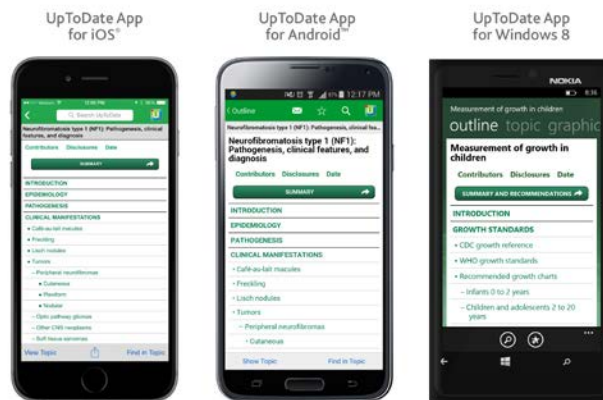 UpToDate App
for iOS®
UpToDate App
for Android™
UpToDate App
for Windows 8
Search UpToDate
Neurofibromatosis type 1 (NF1): Pathogenesis, clinical
features, and diagnosis
Contributors Disclosures Date
SUMMARY
INTRODUCTION
EPIDEMIOLOGY
PATHOGENESIS
CLINICAL MANIFESTATIONS
• Café-au-lait macules
• Freckling
• Lisch nodules
• Tumors
– Peripheral neurofibromas
• Cutaneous
• Plexiform
• Nodular
– Optic pathway gliomas
– Other CNS neoplasms
– Soft tissue sarcomas
View Topic Find in Topic
12:17 PM
Outline
Neurofibromatosis type 1 (NF1): Pathogenesis, clinical fea...
Neurofibromatosis type 1 (NF1):
Pathogenesis, clinical features, and
diagnosis
Contributors Disclosures Date
SUMMARY
INTRODUCTION
EPIDEMIOLOGY
PATHOGENESIS
CLINICAL MANIFESTATIONS
• Café-au-lait macules
• Freckling
• Lisch nodules
• Tumors
– Peripheral neurofibromas
• Cutaneous
Show Topic Find in Topic
NOKIA
8:36
Measurement of growth in children
outline topic graphic
Measurement of growth in
children
Contributors Disclosures Date
SUMMARY AND RECOMMENDATIONS
INTRODUCTION
GROWTH STANDARDS
• CDC growth reference
• WHO growth standards
• Recommended growth charts
– Infants 0 to 2 years
– Children and adolescents 2 to 20
years